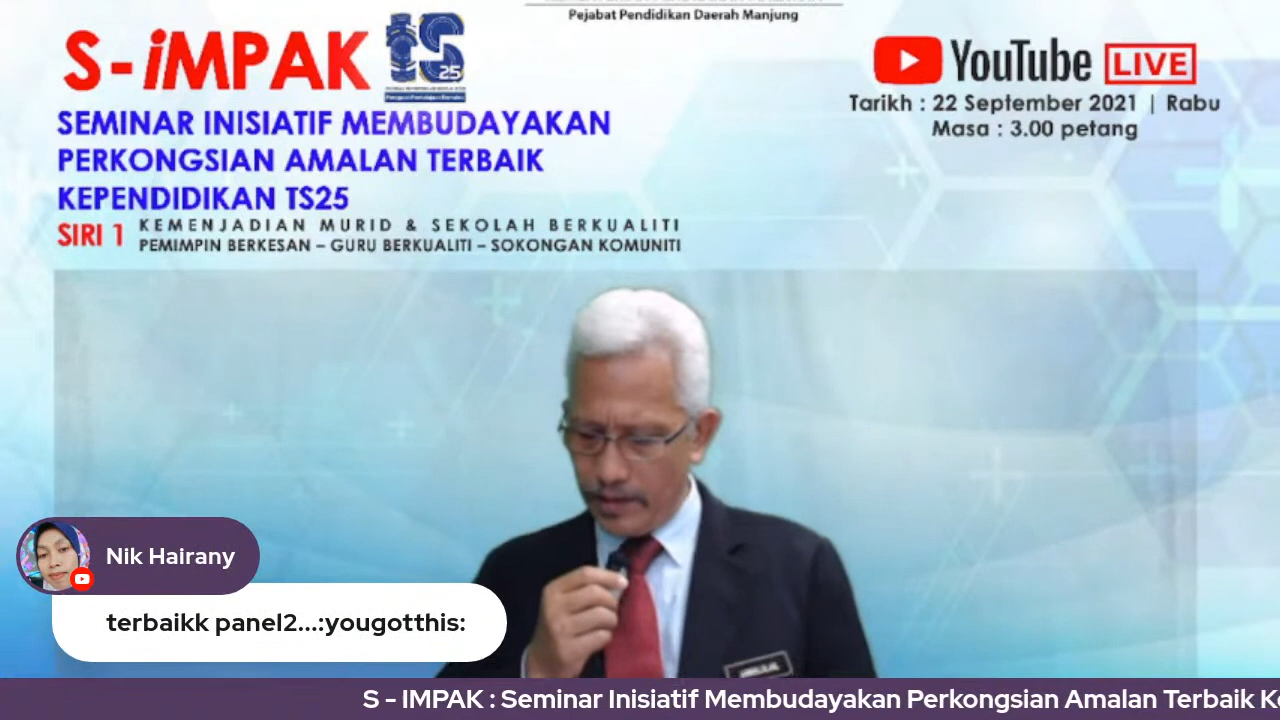 Pejabat Pendidikan Daerah Manjung
S-iMPAK TS25
YouTube LIVE
Tarikh : 22 September 2021 | Rabu
Masa : 3.00 petang
SEMINAR INISIATIF MEMBUDAYAKAN
PERKONGSIAN AMALAN TERBAIK
KEPENDIDIKAN TS25
SIRI 1
KEMENJADIAN MURID & SEKOLAH BERKUALITI
PEMIMPIN BERKESAN – GURU BERKUALITI – SOKONGAN KOMUNITI
Nik Hairany
terbaikk panel2...:yougotthis:
S - IMPAK : Seminar Inisiatif Membudayakan Perkongsian Amalan Terbaik Ke